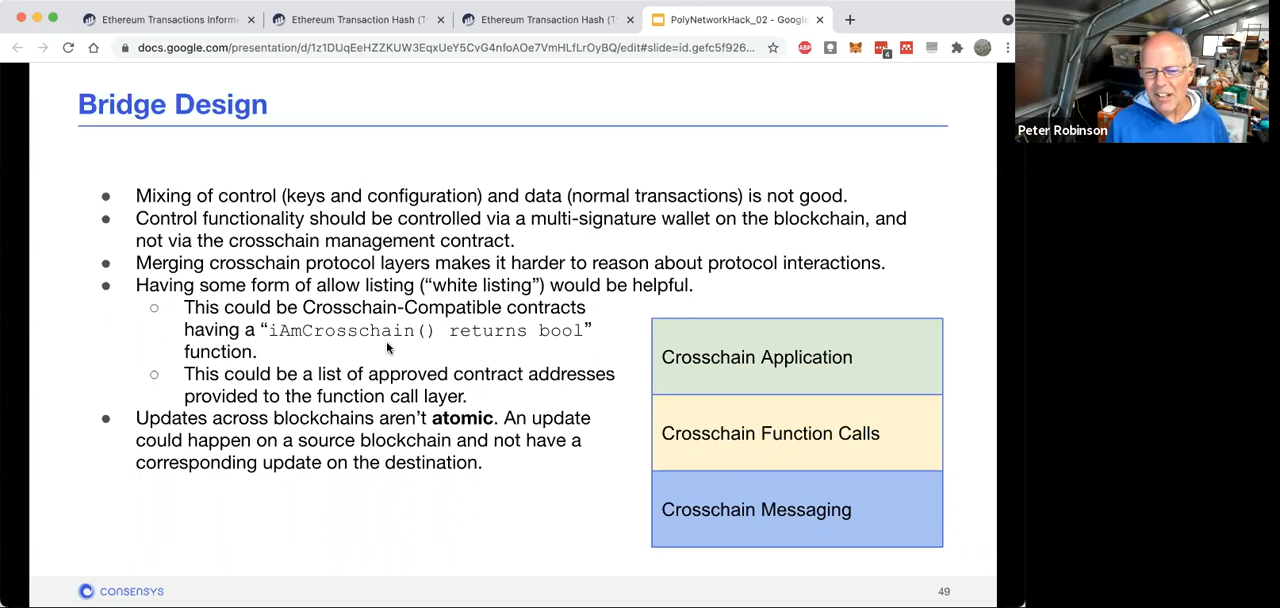 Ethereum Transactions Informa
Ethereum Transaction Hash (T
Ethereum Transaction Hash (T
PolyNetworkHack_02 - Google
docs.google.com/presentation/d/1z1DUqEeHZZKUW3EqxUeY5CvG4nfoAOe7VmHLfLrOyBQ/edit#slide=id.gefc5f926...
ABP
4
Bridge Design
Peter Robinson
● Mixing of control (keys and configuration) and data (normal transactions) is not good.
● Control functionality should be controlled via a multi-signature wallet on the blockchain, and
not via the crosschain management contract.
● Merging crosschain protocol layers makes it harder to reason about protocol interactions.
● Having some form of allow listing (“white listing”) would be helpful.
○ This could be Crosschain-Compatible contracts
having a “iAmCrosschain() returns bool”
function.
○ This could be a list of approved contract addresses
provided to the function call layer.
● Updates across blockchains aren’t atomic. An update
could happen on a source blockchain and not have a
corresponding update on the destination.
Crosschain Application
Crosschain Function Calls
Crosschain Messaging
CONSENSYS
49